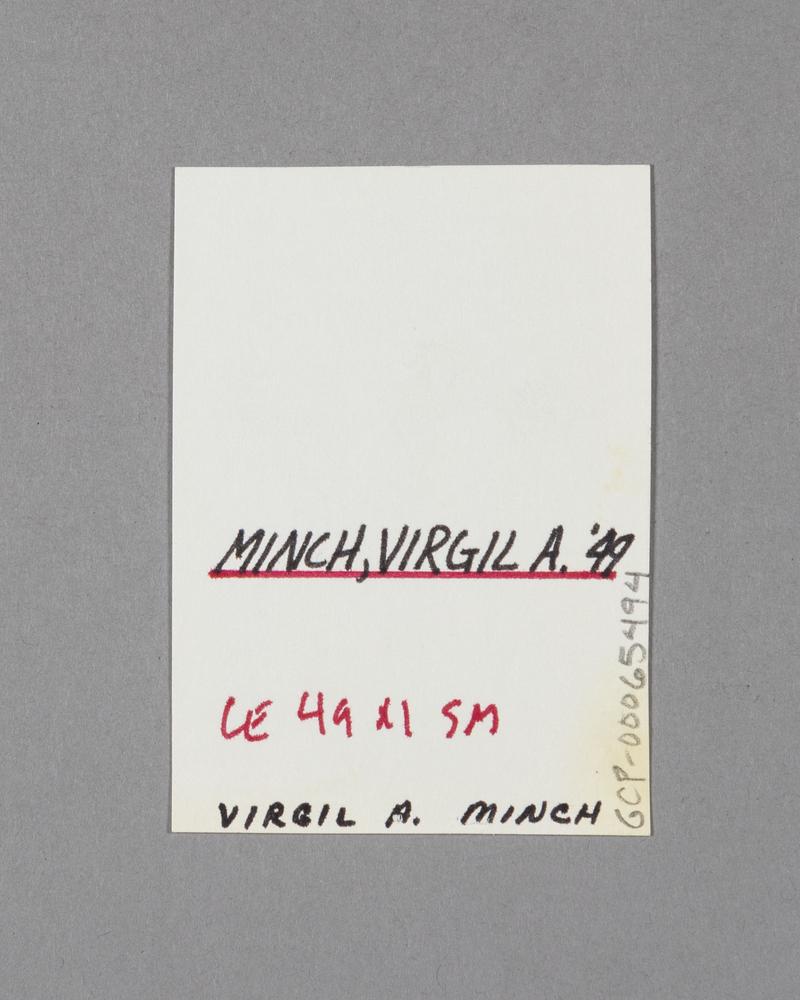 MINCH, VIRGIL A. '49
LE 49 x1 SM
VIRGIL A. MINCH
GCP-00065494